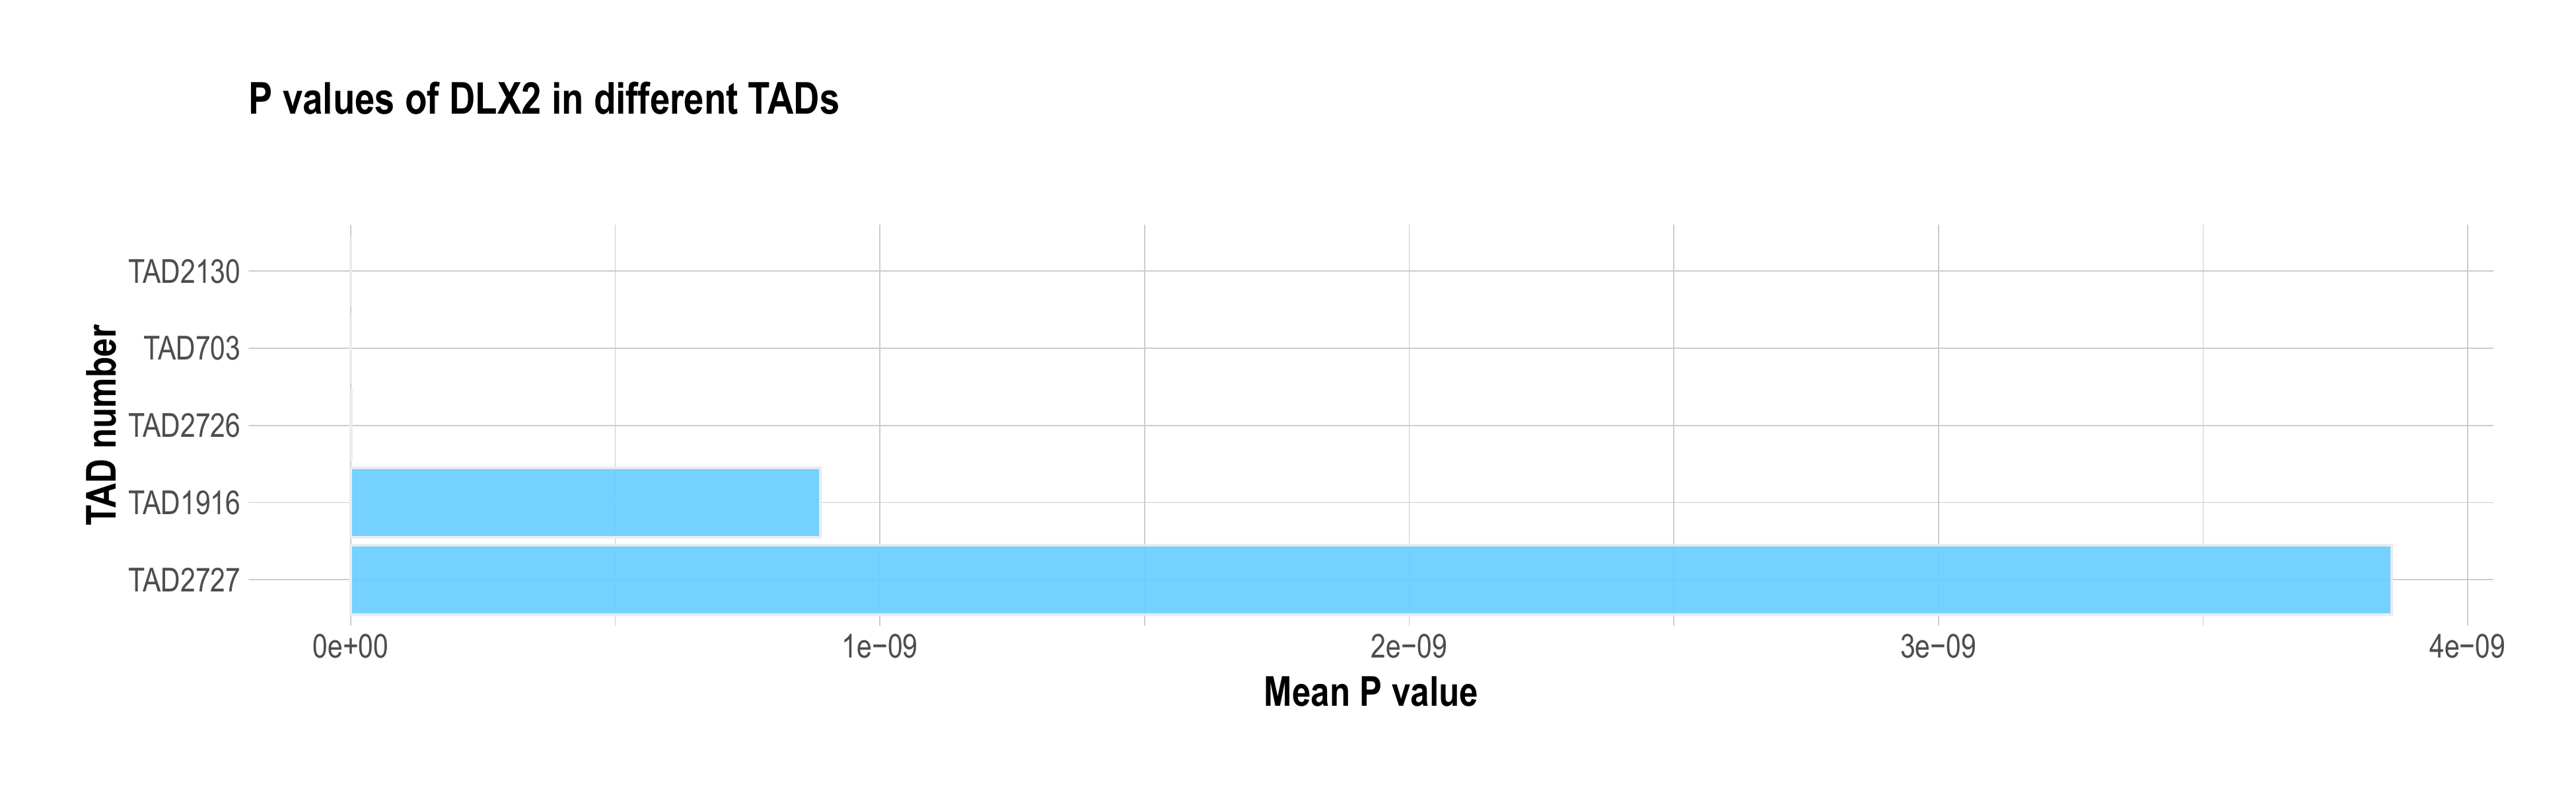 P values of DLX2 in different TADs
TAD number
TAD2130
TAD703
TAD2726
TAD1916
TAD2727
0e+00 1e−09 2e−09 3e−09 4e−09
Mean P value